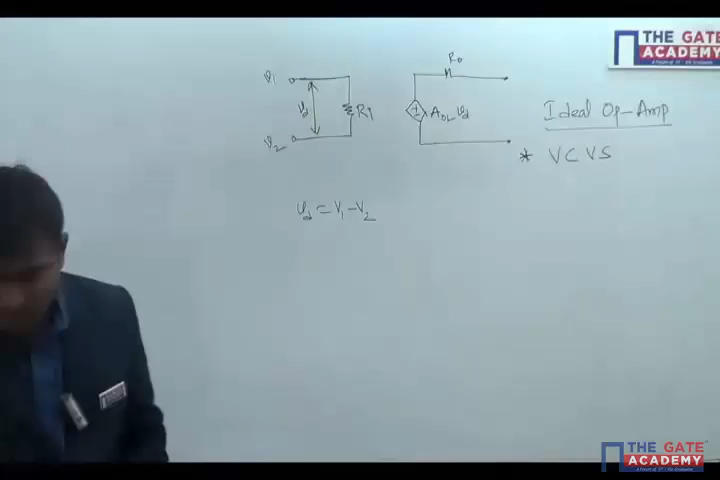 THE GATE
ACADEMY
V1
V2
Vd
Ri
Ro
AOL Vd
Ideal Op-Amp
* VCVS
Vd = V1 - V2
THE GATE
ACADEMY